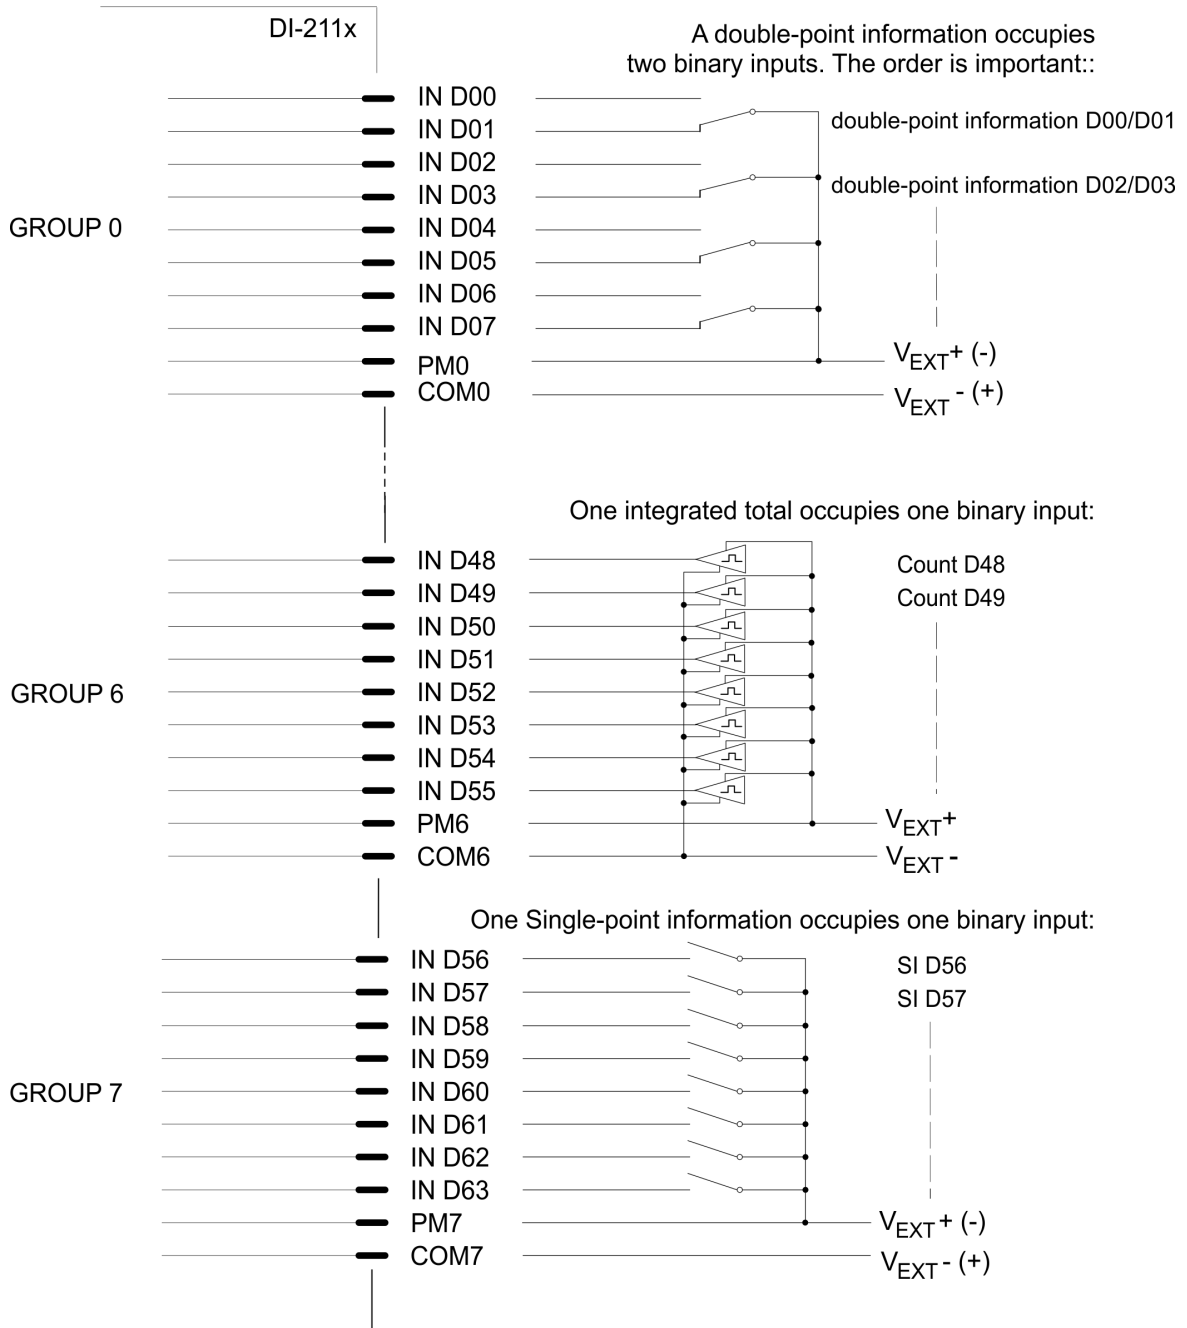 DI-211x
A double-point information occupies
two binary inputs. The order is important::
IN D00
IN D01
double-point information D00/D01
IN D02
IN D03
double-point information D02/D03
GROUP 0
IN D04
IN D05
IN D06
IN D07
PM0
VEXT+ (-)
COM0
VEXT - (+)
One integrated total occupies one binary input:
IN D48
Count D48
IN D49
Count D49
IN D50
IN D51
GROUP 6
IN D52
IN D53
IN D54
IN D55
PM6
VEXT+
COM6
VEXT -
One Single-point information occupies one binary input:
IN D56
SI D56
IN D57
SI D57
IN D58
IN D59
GROUP 7
IN D60
IN D61
IN D62
IN D63
PM7
VEXT+ (-)
COM7
VEXT - (+)